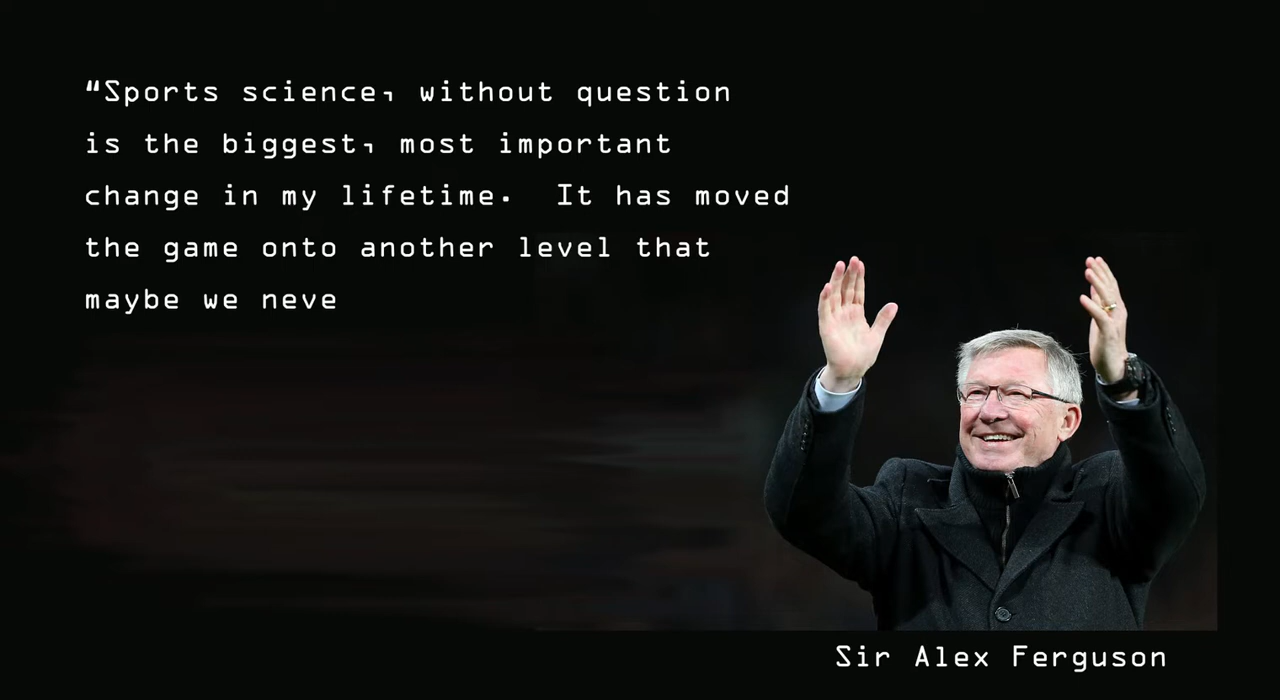 “Sports science, without question
is the biggest, most important
change in my lifetime.  It has moved
the game onto another level that
maybe we neve
Sir Alex Ferguson